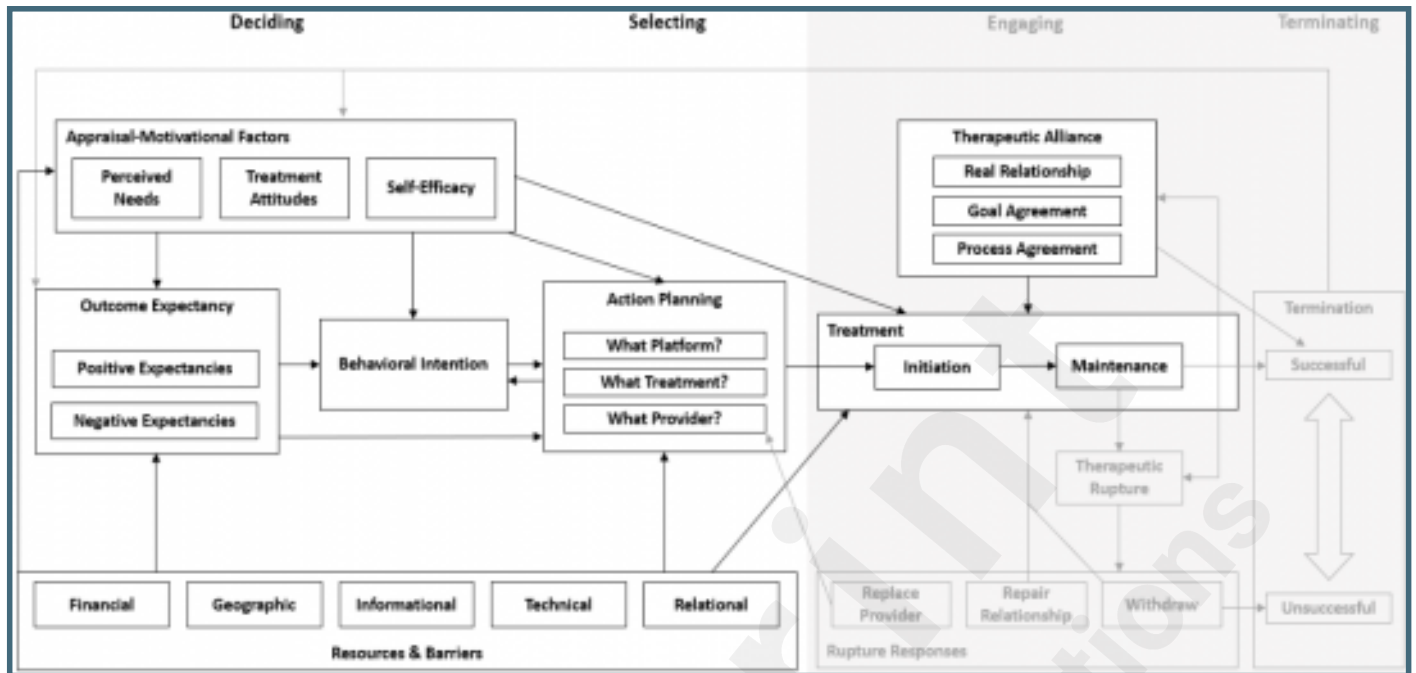 Deciding
Selecting
Engaging
Terminating
Appraisal-Motivational Factors
Perceived
Needs
Treatment
Attitudes
Self-Efficacy
Therapeutic Alliance
Real Relationship
Goal Agreement
Process Agreement
Outcome Expectancy
Positive Expectancies
Negative Expectancies
Behavioral Intention
Action Planning
What Platform?
What Treatment?
What Provider?
Treatment
Initiation
Maintenance
Termination
Successful
Therapeutic
Rupture
Financial
Geographic
Informational
Technical
Relational
Resources & Barriers
Replace
Provider
Repair
Relationship
Withdraw
Rupture Responses
Unsuccessful